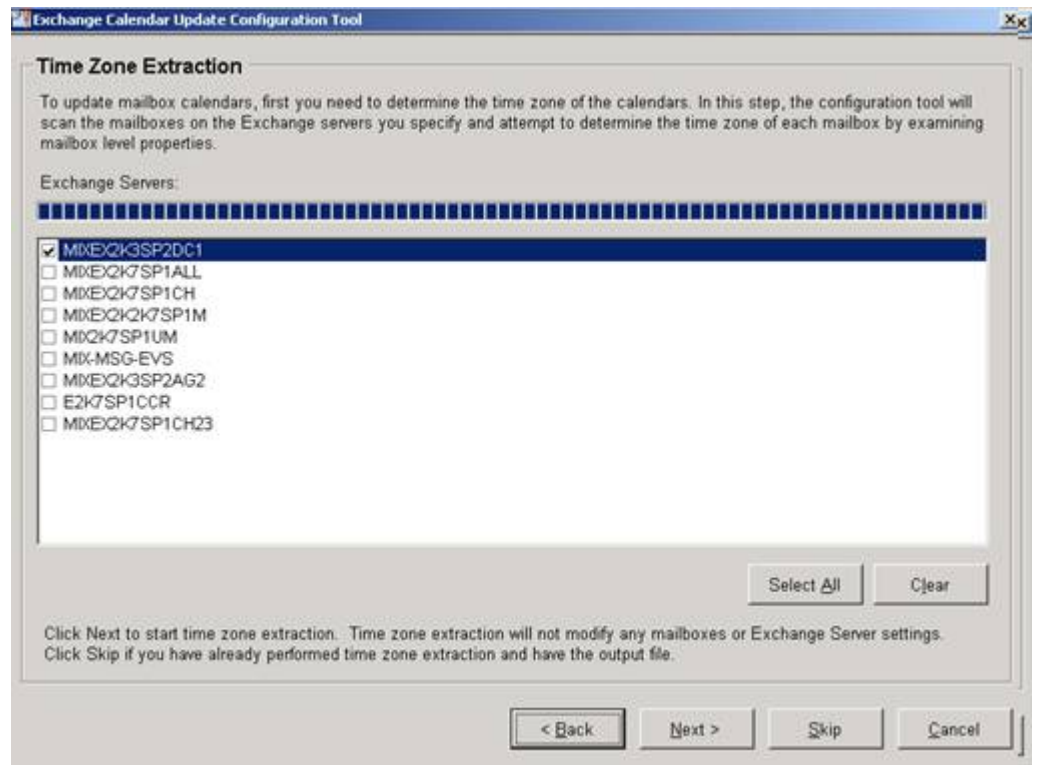 Exchange Calendar Update Configuration Tool
Time Zone Extraction
To update mailbox calendars, first you need to determine the time zone of the calendars. In this step, the configuration tool will
scan the mailboxes on the Exchange servers you specify and attempt to determine the time zone of each mailbox by examining
mailbox level properties.
Exchange Servers:
MIXEX2K3SP2DC1
MIXEX2K7SP1ALL
MIXEX2K7SP1CH
MIXEX2K2K7SP1M
MIX2K7SP1UM
MIX-MSG-EVS
MIXEX2K3SP2AG2
E2K7SP1CCR
MIXEX2K7SP1CH23
Select All
Clear
Click Next to start time zone extraction. Time zone extraction will not modify any mailboxes or Exchange Server settings.
Click Skip if you have already performed time zone extraction and have the output file.
< Back
Next >
Skip
Cancel